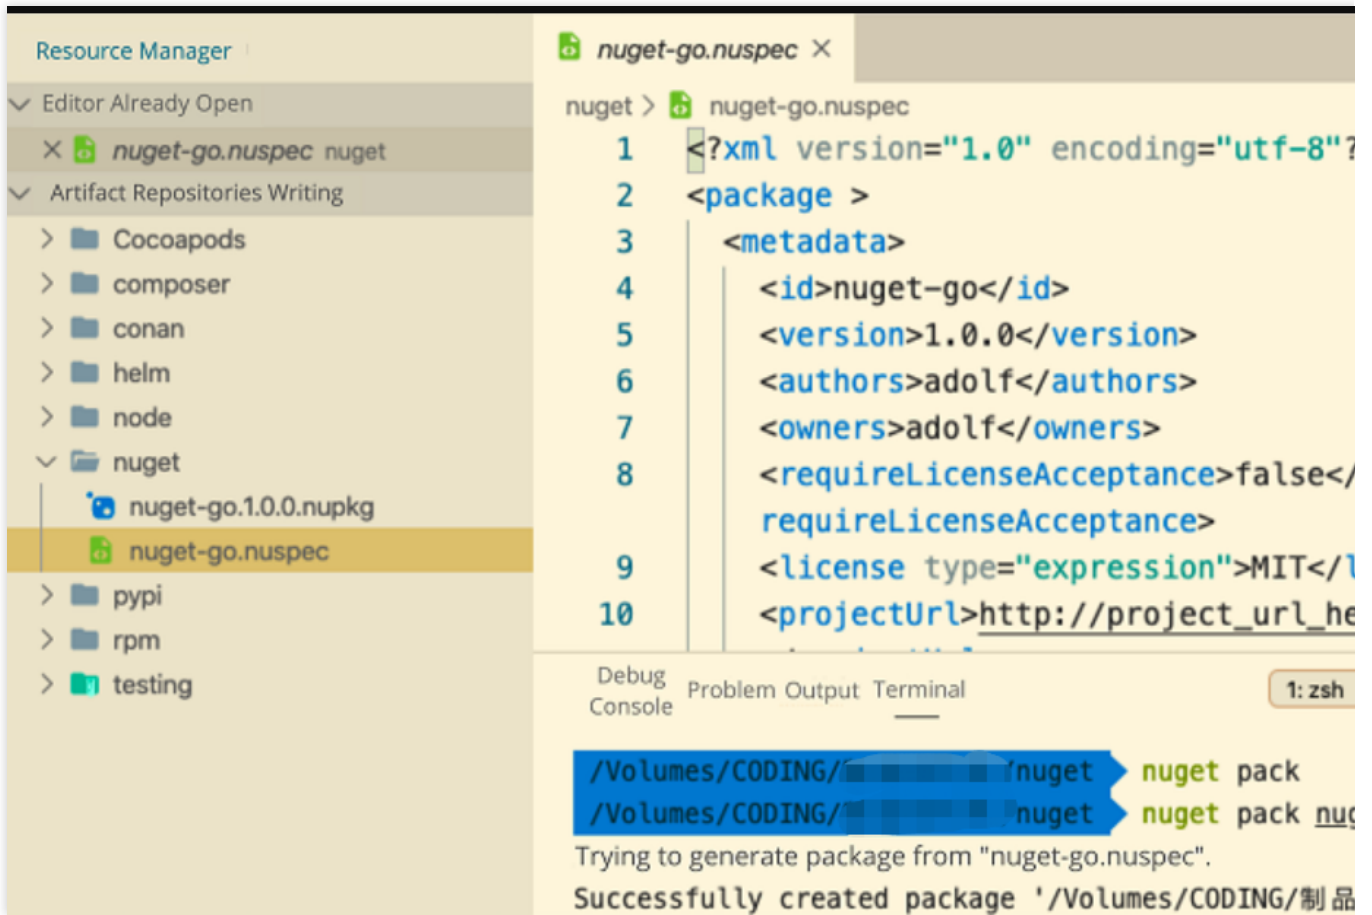 Resource Manager
Editor Already Open
nuget-go.nuspec nuget
Artifact Repositories Writing
Cocoapods
composer
conan
helm
node
nuget
nuget-go.1.0.0.nupkg
nuget-go.nuspec
pypi
rpm
testing
nuget-go.nuspec
nuget > nuget-go.nuspec
1 <?xml version="1.0" encoding="utf-8"?
2 <package >
3 <metadata>
4 <id>nuget-go</id>
5 <version>1.0.0</version>
6 <authors>adolf</authors>
7 <owners>adolf</owners>
8 <requireLicenseAcceptance>false</
requireLicenseAcceptance>
9 <license type="expression">MIT</l
10 <projectUrl>http://project_url_he
Debug Console Problem Output Terminal 1: zsh
/Volumes/CODING/ /nuget nuget pack
/Volumes/CODING/ nuget nuget pack nug
Trying to generate package from "nuget-go.nuspec".
Successfully created package '/Volumes/CODING/制品